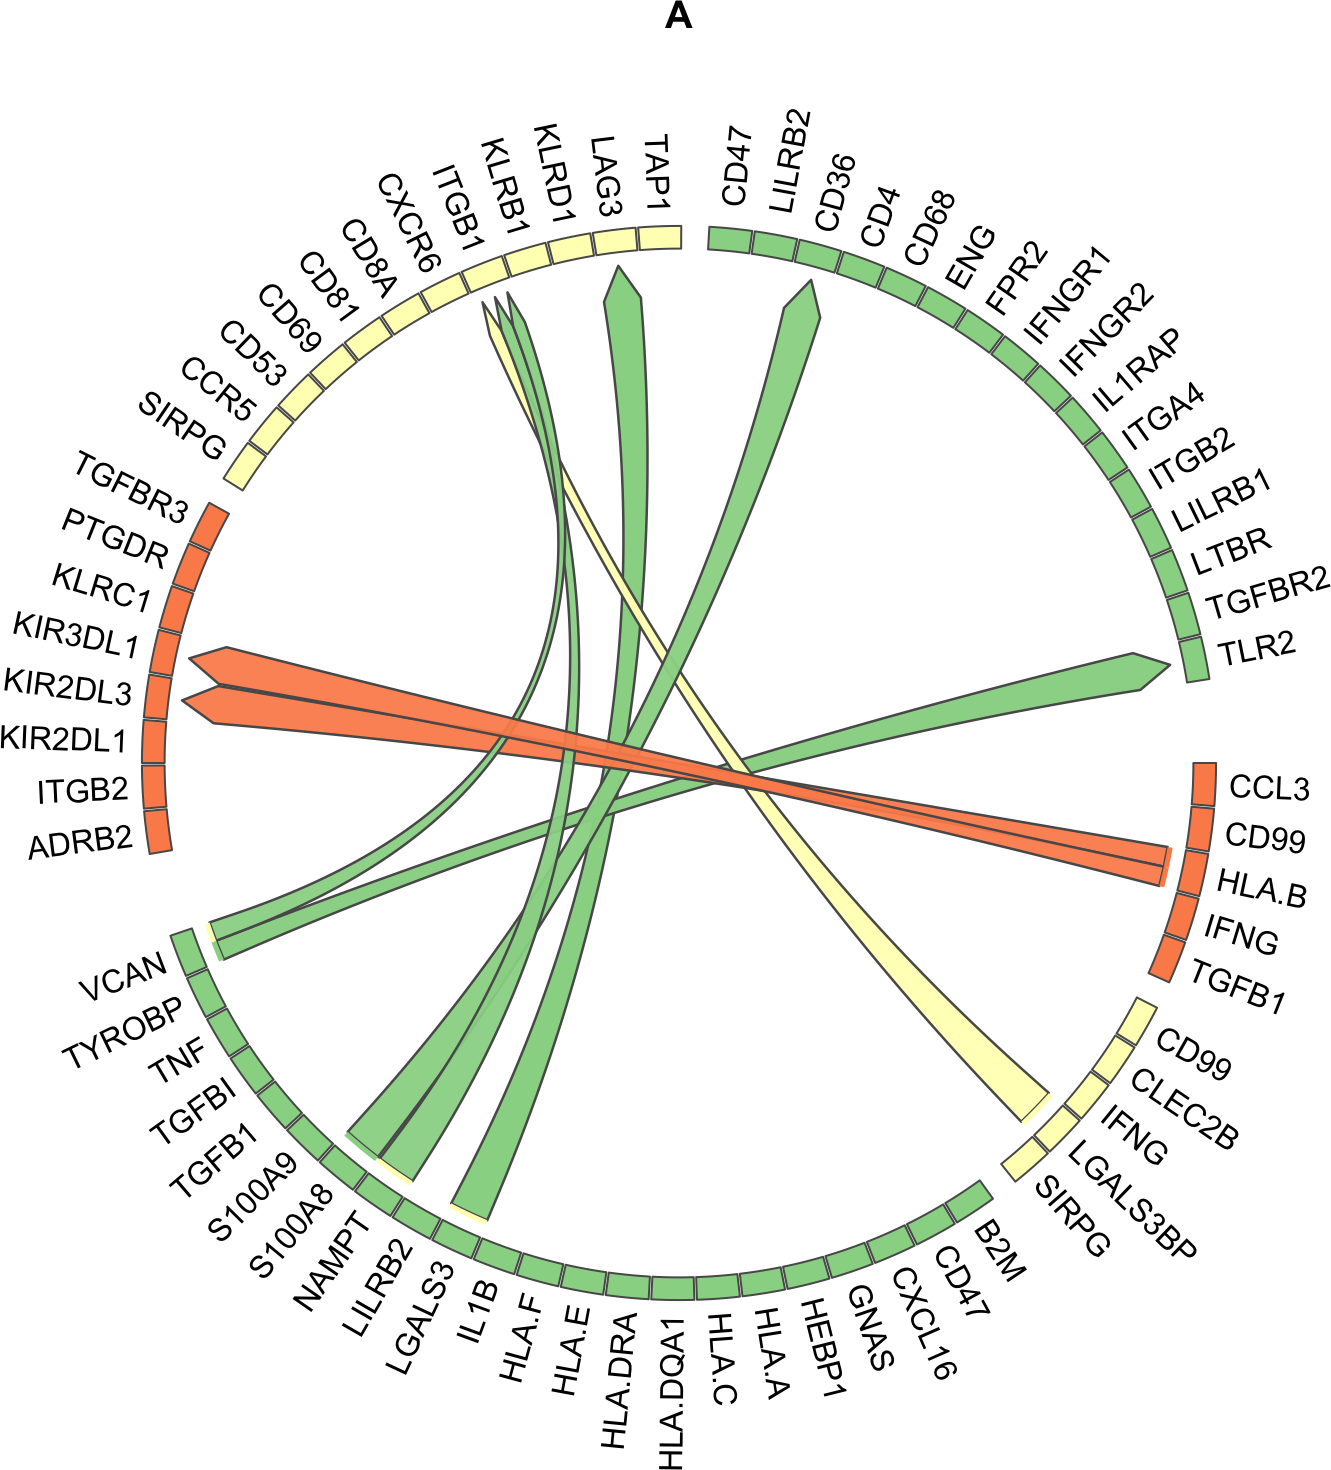 A
CD47
LILRB2
CD36
CD4
CD68
ENG
FPR2
IFNGR1
IFNGR2
IL1RAP
ITGA4
ITGB2
LILRB1
LTBR
TGFBR2
TLR2
CCL3
CD99
HLA.B
IFNG
TGFB1
CD99
CLEC2B
IFNG
LGALS3BP
SIRPG
B2M
CD47
CXCL16
GNAS
HEBP1
HLA.A
HLA.C
HLA.DQA1
HLA.DRA
HLA.E
HLA.F
IL1B
LGALS3
LILRB2
NAMPT
S100A8
S100A9
TGFB1
TGFBI
TNF
TYROBP
VCAN
ADRB2
ITGB2
KIR2DL1
KIR2DL3
KIR3DL1
KLRC1
PTGDR
TGFBR3
SIRPG
CCR5
CD53
CD69
CD81
CD8A
CXCR6
ITGB1
KLRB1
KLRD1
LAG3
TAP1